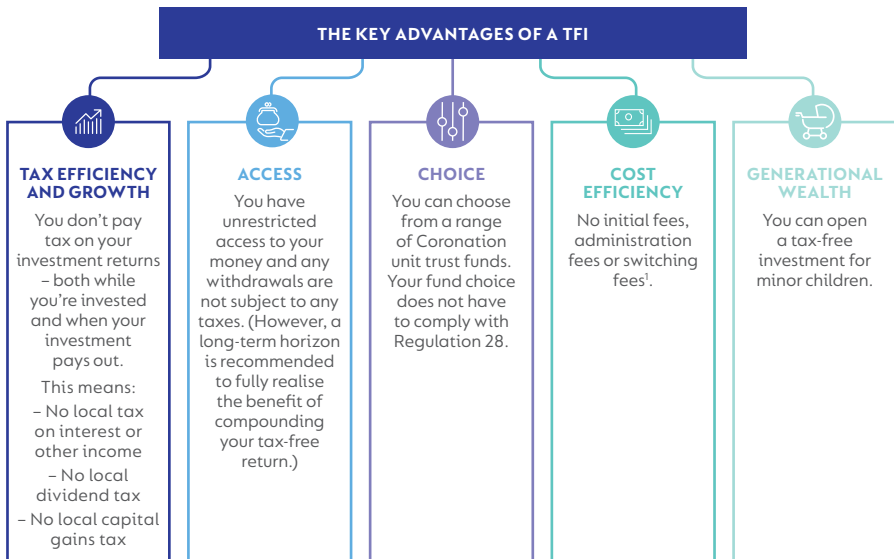 THE KEY ADVANTAGES OF A TFI
TAX EFFICIENCY
AND GROWTH
You don’t pay
tax on your
investment returns
– both while
you’re invested
and when your
investment
pays out.
This means:
– No local tax
on interest or
other income
– No local
dividend tax
– No local capital
gains tax
ACCESS
You have
unrestricted
access to your
money and any
withdrawals are
not subject to any
taxes. (However, a
long-term horizon
is recommended
to fully realise
the benefit of
compounding
your tax-free
return.)
CHOICE
You can choose
from a range
of Coronation
unit trust funds.
Your fund choice
does not have
to comply with
Regulation 28.
COST
EFFICIENCY
No initial fees,
administration
fees or switching
fees¹.
GENERATIONAL
WEALTH
You can open
a tax-free
investment for
minor children.